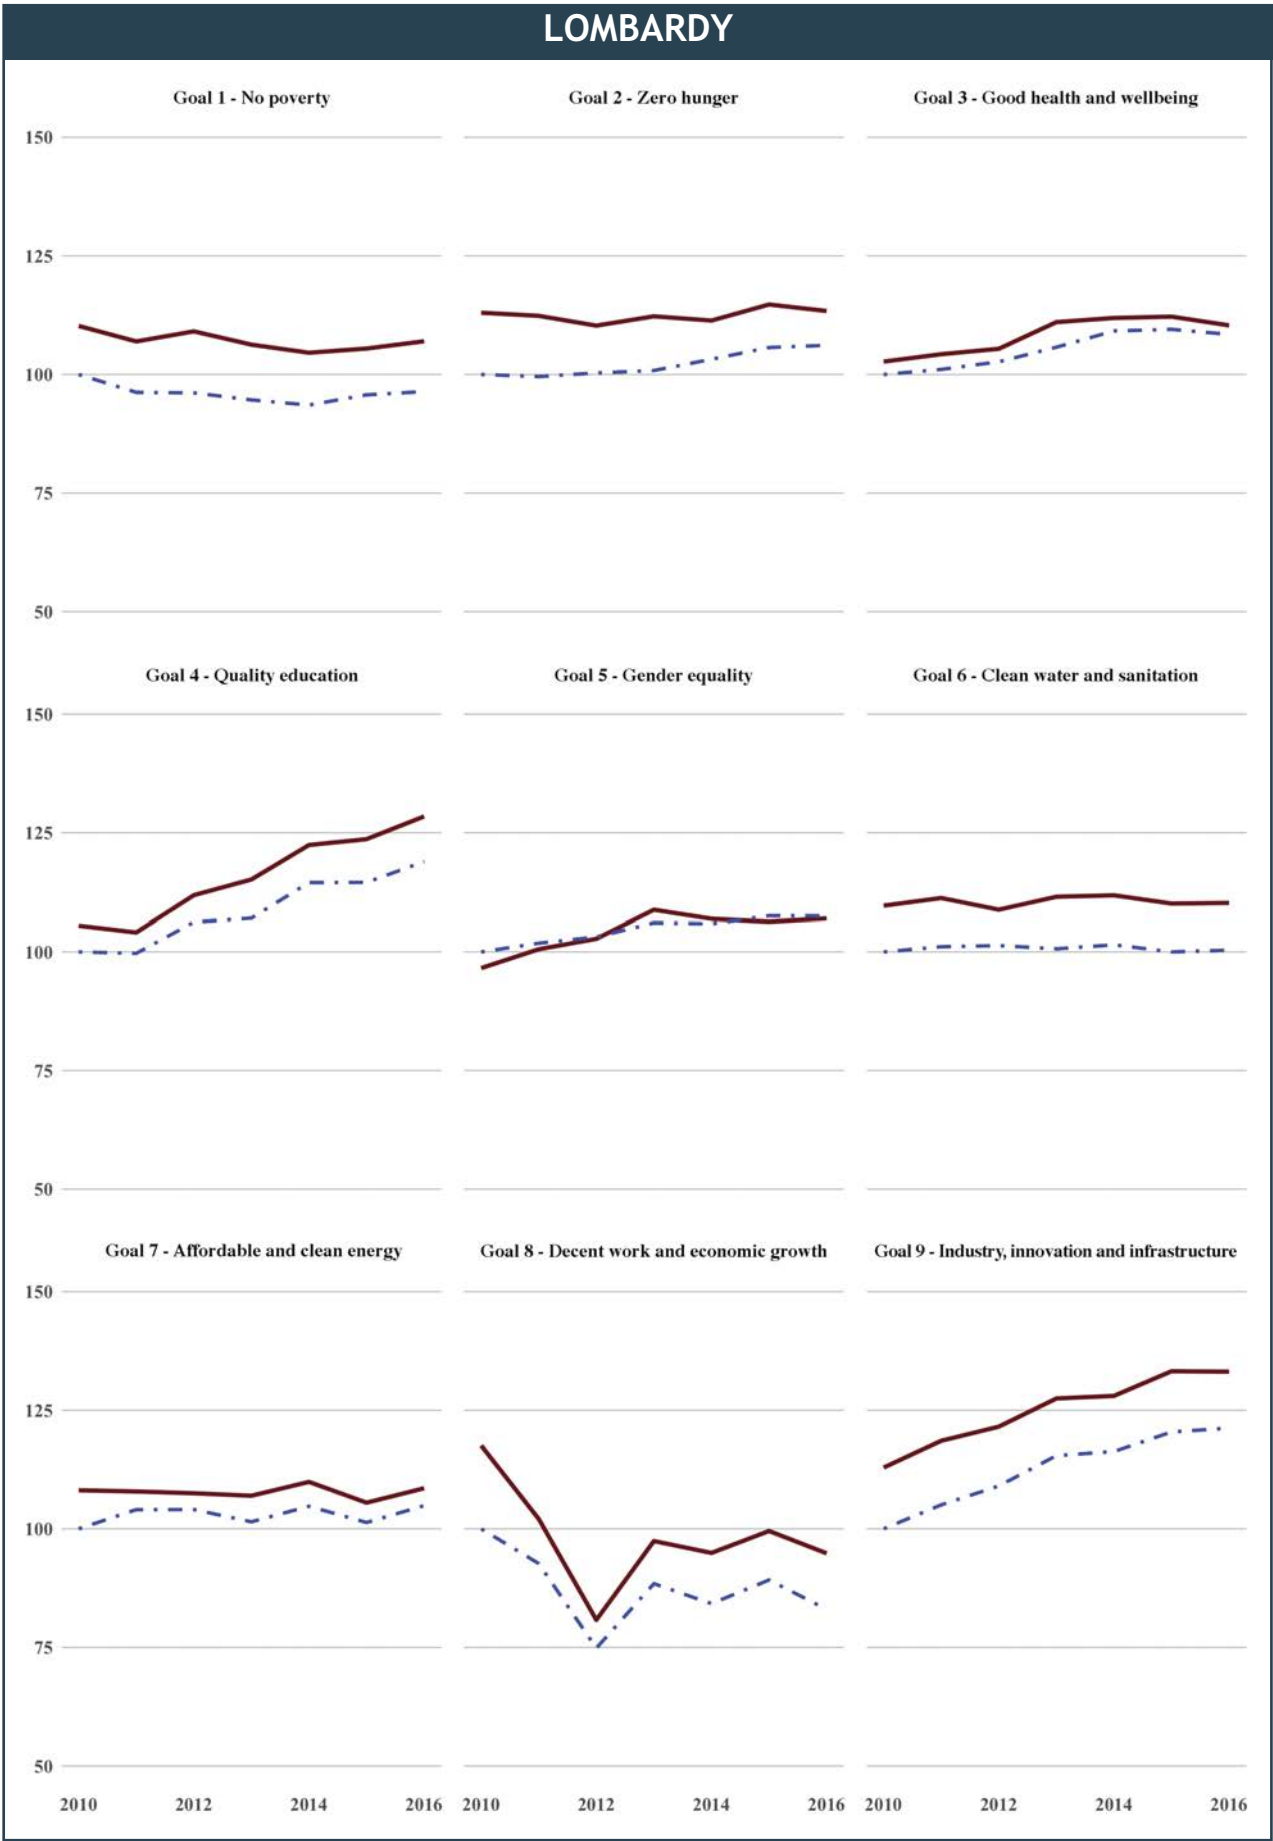 LOMBARDY
Goal 1 - No poverty
Goal 2 - Zero hunger
Goal 3 - Good health and wellbeing
150
125
100
75
50
Goal 4 - Quality education
Goal 5 - Gender equality
Goal 6 - Clean water and sanitation
150
125
100
75
50
Goal 7 - Affordable and clean energy
Goal 8 - Decent work and economic growth
Goal 9 - Industry, innovation and infrastructure
150
125
100
75
50
2010 2012 2014 2016
2010 2012 2014 2016
2010 2012 2014 2016